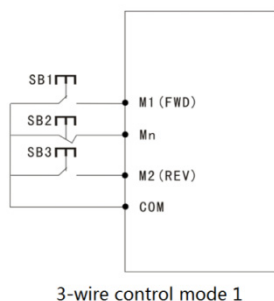 SB1
M1(FWD)
SB2
Mn
SB3
M2(REV)
COM
3-wire control mode 1